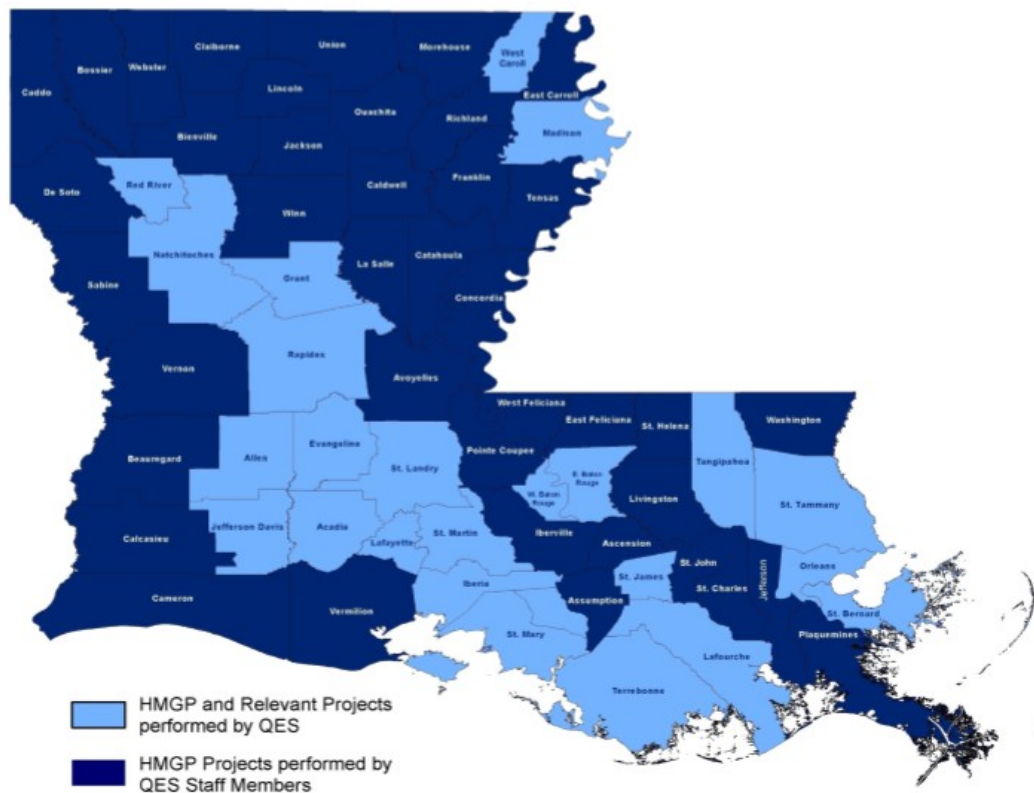 Claiborne
Union
Morehouse
West
Caroll
Bossier
Webster
Lincoln
Caddo
East Carroll
Ouachita
Richland
Madison
Bienville
Jackson
Caldwell
Franklin
Red River
De Soto
Tensas
Winn
Natchitoches
La Salle
Catahoula
Grant
Sabine
Concordia
Rapides
Vernon
Avoyelles
West Feliciana
East Feliciana
St. Helena
Washington
Evangeline
Pointe Coupee
Beauregard
Allen
St. Landry
Tangipahoa
E. Baton
Rouge
W. Baton
Rouge
Livingston
St. Tammany
Jefferson Davis
Acadia
Lafayette
St. Martin
Iberville
Calcasieu
Ascension
St. John
Orleans
Jefferson
St. James
St. Charles
Iberia
Cameron
Vermilion
Assumption
St. Bernard
St. Mary
Plaquemines
Lafourche
Terrebonne
HMGP and Relevant Projects
performed by QES
HMGP Projects performed by
QES Staff Members